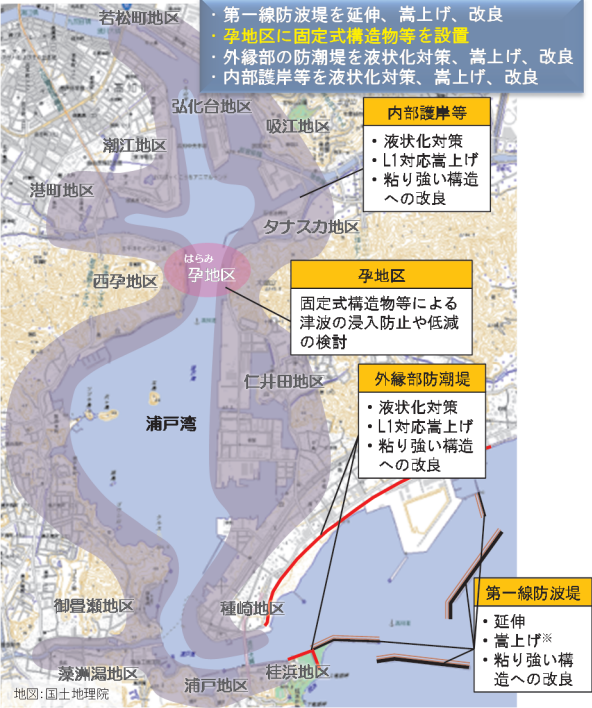 ・第一線防波堤を延伸、嵩上げ、改良
・孕地区に固定式構造物等を設置
・外縁部の防潮堤を液状化対策、嵩上げ、改良
・内部護岸等を液状化対策、嵩上げ、改良
若松町地区
弘化台地区
吸江地区
潮江地区
港町地区
タナスカ地区
内部護岸等
・液状化対策
・L1対応嵩上げ
・粘り強い構造
への改良
西孕地区
はらみ
孕地区
孕地区
固定式構造物等による
津波の浸入防止や低減
の検討
仁井田地区
外縁部防潮堤
・液状化対策
・L1対応嵩上げ
・粘り強い構造
への改良
浦戸湾
御畳瀬地区
種崎地区
第一線防波堤
・延伸
・嵩上げ※
・粘り強い構
造への改良
藻洲潟地区
浦戸地区
桂浜地区
地図：国土地理院